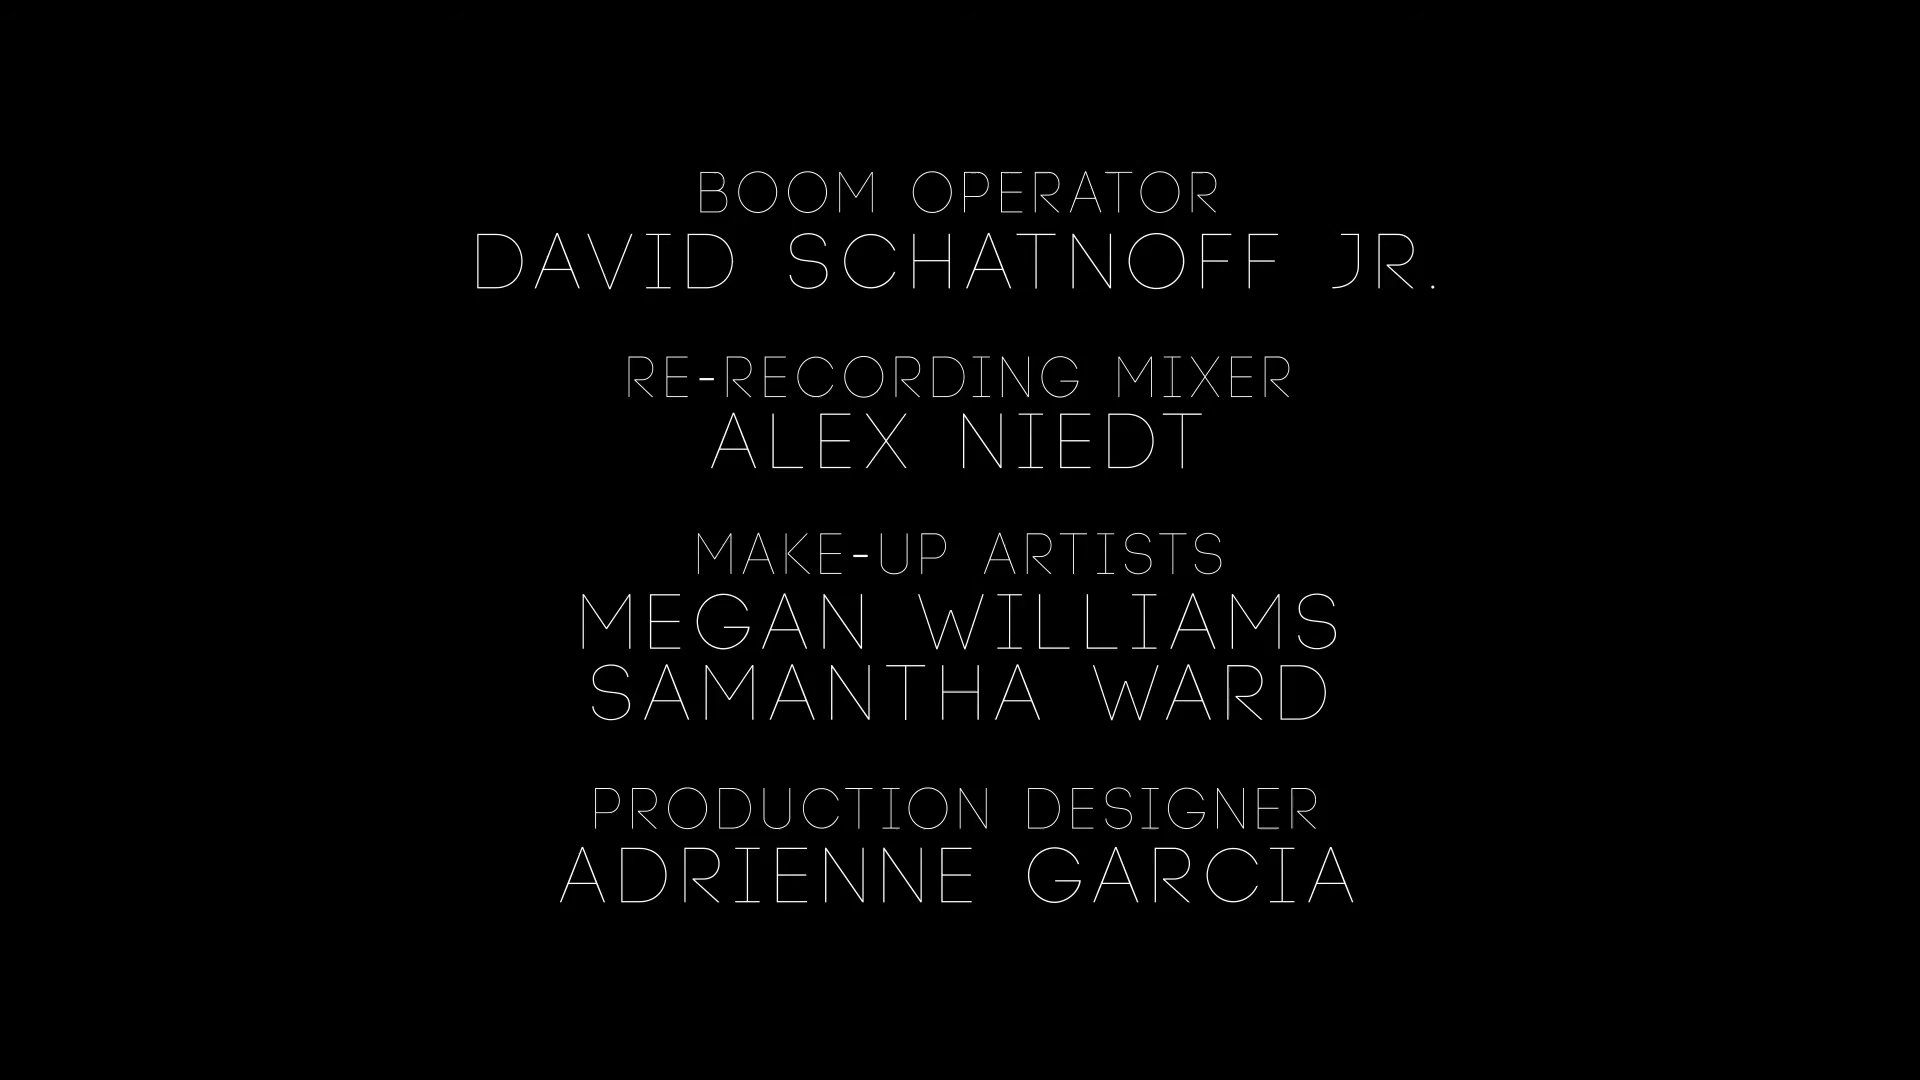 BOOM OPERATOR
DAVID SCHATNOFF JR.
RE-RECORDING MIXER
ALEX NIEDT
MAKE-UP ARTISTS
MEGAN WILLIAMS
SAMANTHA WARD
PRODUCTION DESIGNER
ADRIENNE GARCIA